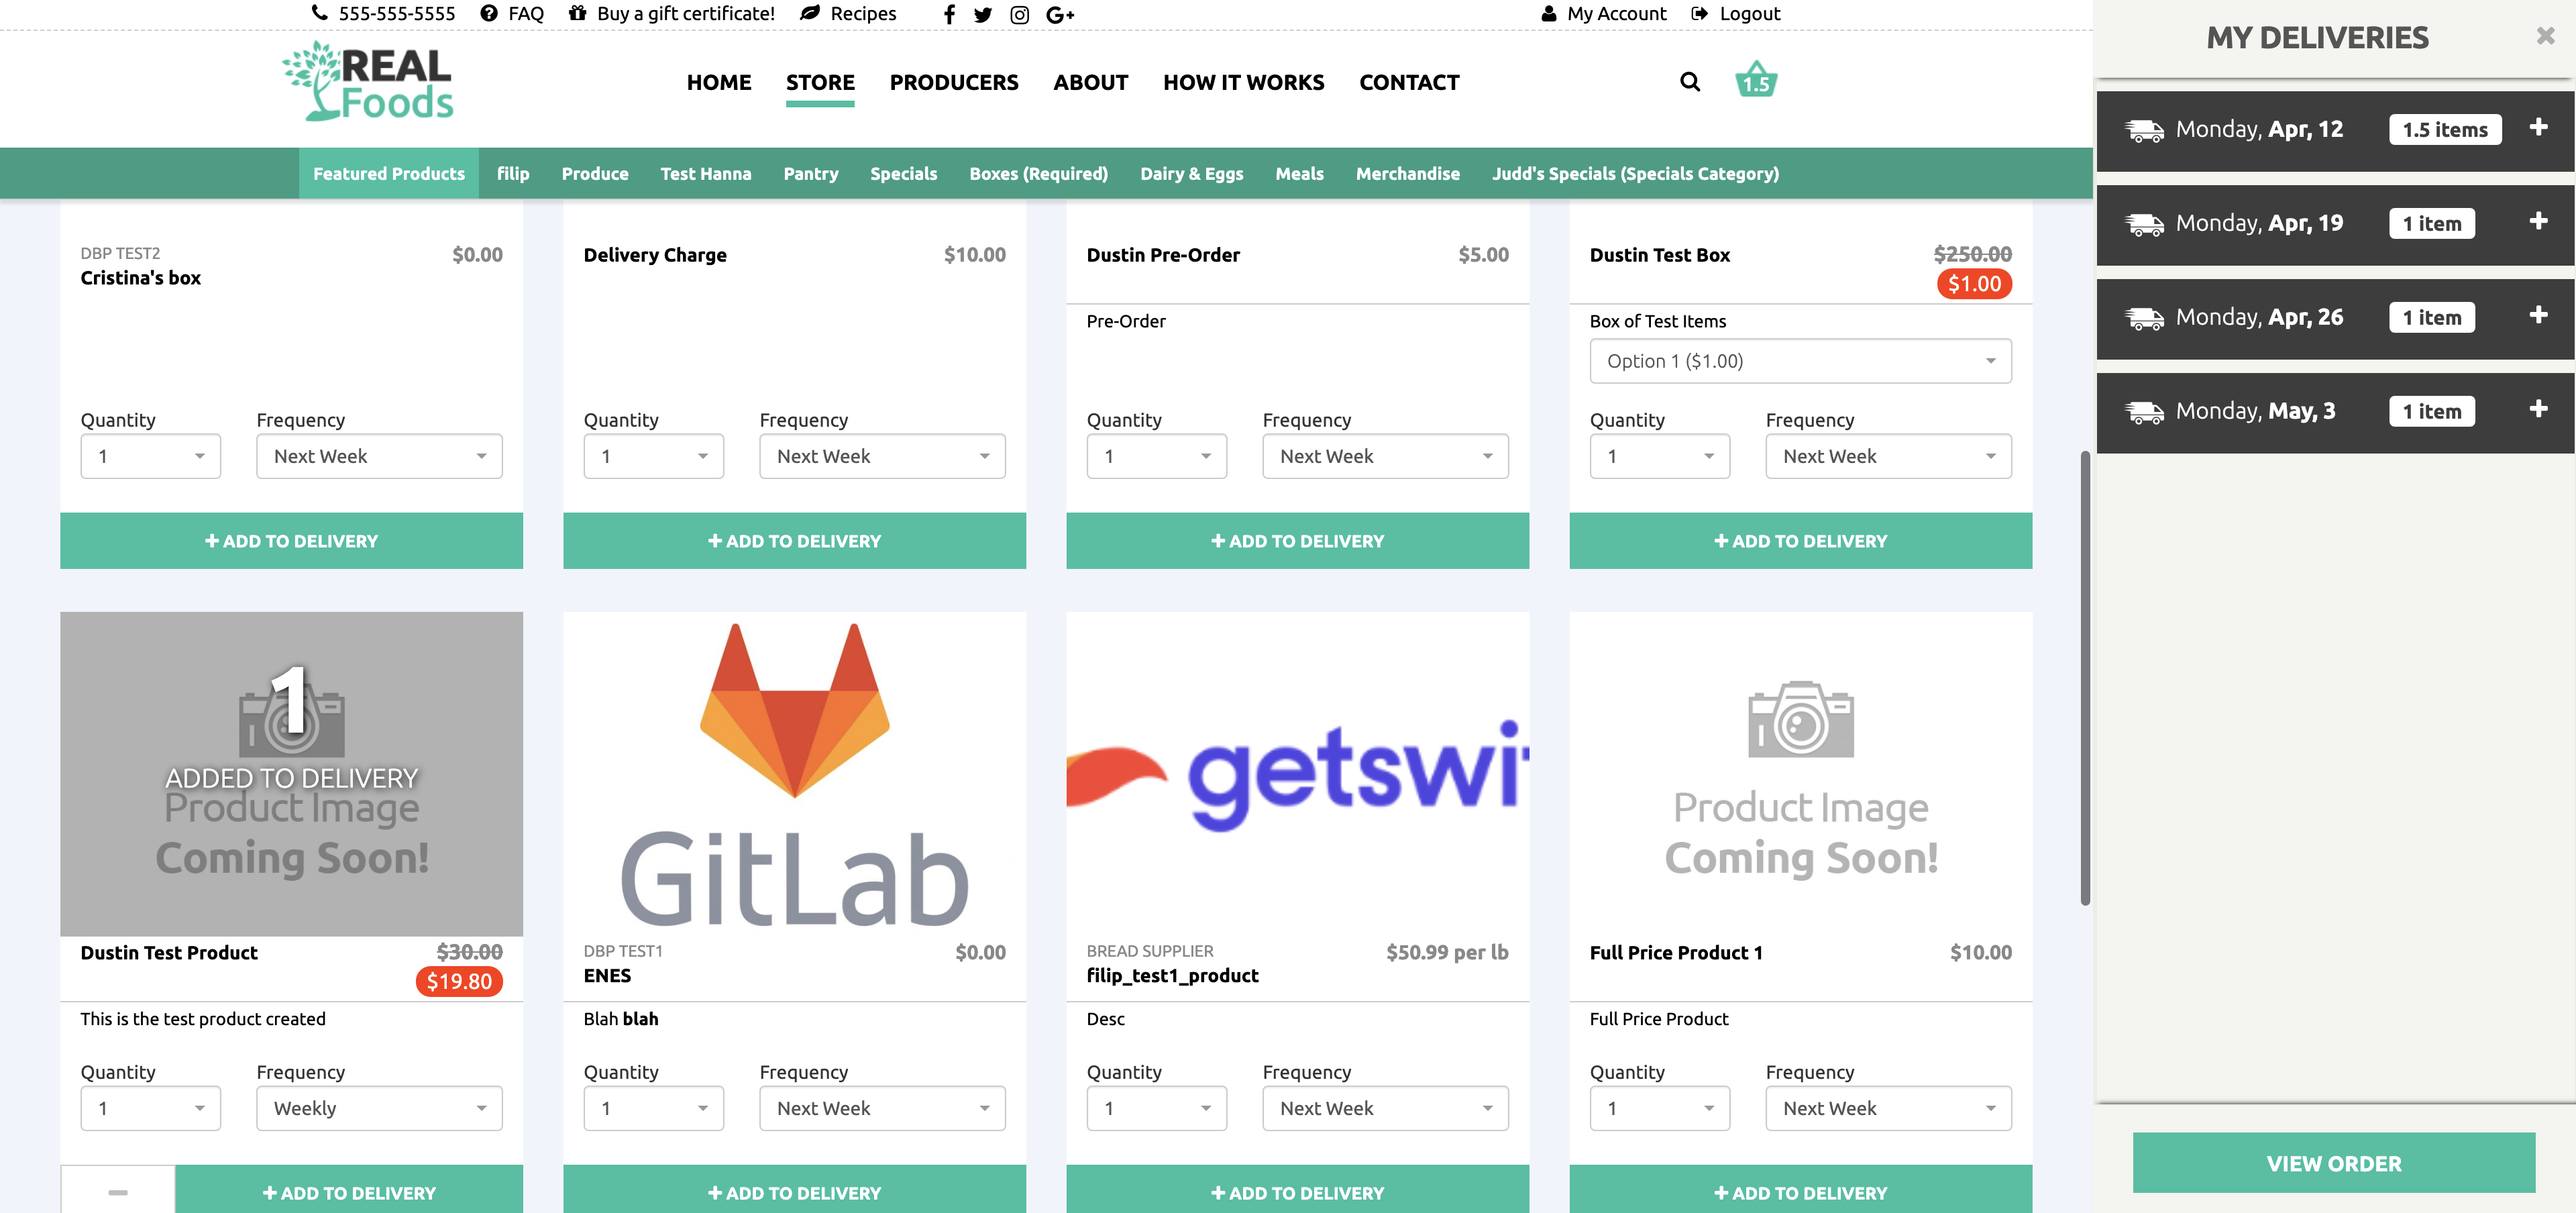 555-555-5555 FAQ Buy a gift certificate! Recipes G+ My Account Logout
REAL
Foods
HOME STORE PRODUCERS ABOUT HOW IT WORKS CONTACT 1.5
Featured Products filip Produce Test Hanna Pantry Specials Boxes (Required) Dairy & Eggs Meals Merchandise Judd's Specials (Specials Category)
DBP TEST2 $0.00
Cristina's box
Quantity Frequency
1 Next Week
+ ADD TO DELIVERY
Delivery Charge $10.00
Quantity Frequency
1 Next Week
+ ADD TO DELIVERY
Dustin Pre-Order $5.00
Pre-Order
Quantity Frequency
1 Next Week
+ ADD TO DELIVERY
Dustin Test Box $250.00
$1.00
Box of Test Items
Option 1 ($1.00)
Quantity Frequency
1 Next Week
+ ADD TO DELIVERY
1
ADDED TO DELIVERY
Product Image
Coming Soon!
Dustin Test Product $30.00
$19.80
This is the test product created
Quantity Frequency
1 Weekly
+ ADD TO DELIVERY
GitLab
DBP TEST1 $0.00
ENES
Blah blah
Quantity Frequency
1 Next Week
+ ADD TO DELIVERY
getswi
BREAD SUPPLIER $50.99 per lb
filip_test1_product
Desc
Quantity Frequency
1 Next Week
+ ADD TO DELIVERY
Product Image
Coming Soon!
Full Price Product 1 $10.00
Full Price Product
Quantity Frequency
1 Next Week
+ ADD TO DELIVERY
MY DELIVERIES
Monday, Apr, 12 1.5 items +
Monday, Apr, 19 1 item +
Monday, Apr, 26 1 item +
Monday, May, 3 1 item +
VIEW ORDER